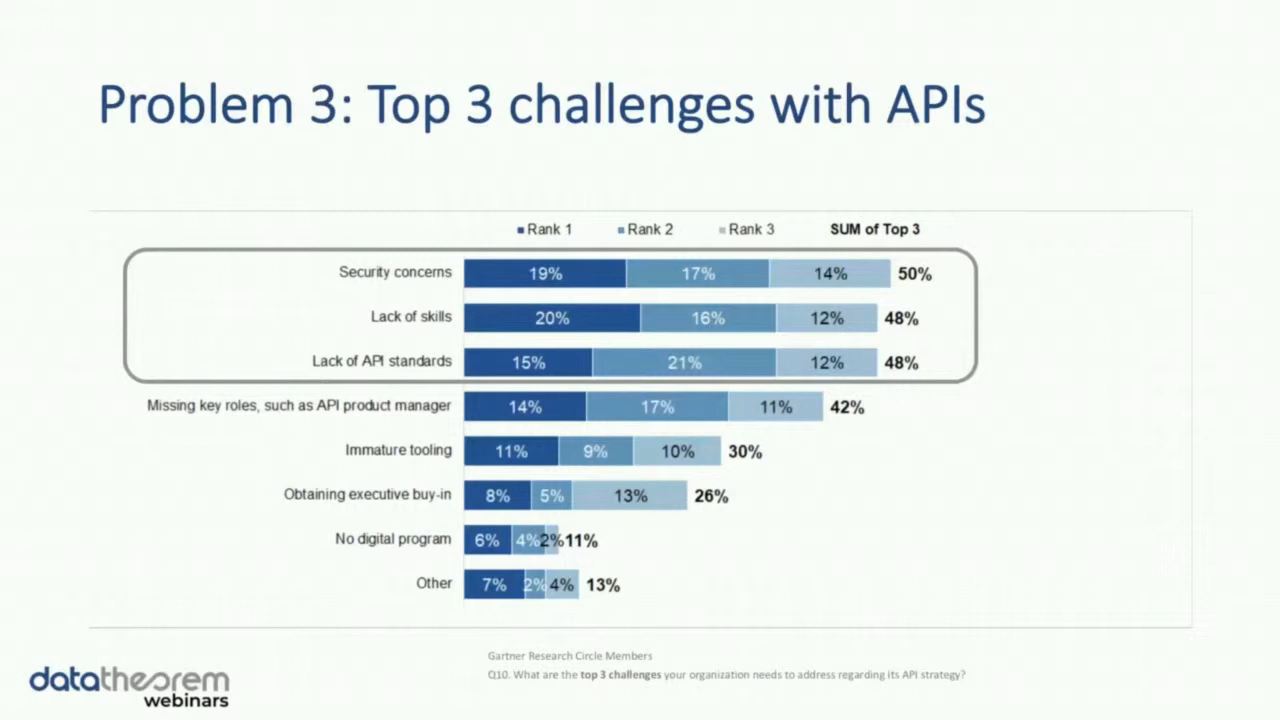 Problem 3: Top 3 challenges with APIs
Rank 1 Rank 2 Rank 3 SUM of Top 3
Security concerns 19% 17% 14% 50%
Lack of skills 20% 16% 12% 48%
Lack of API standards 15% 21% 12% 48%
Missing key roles, such as API product manager 14% 17% 11% 42%
Immature tooling 11% 9% 10% 30%
Obtaining executive buy-in 8% 5% 13% 26%
No digital program 6% 4% 2% 11%
Other 7% 2% 4% 13%
Gartner Research Circle Members
Q10. What are the top 3 challenges your organization needs to address regarding its API strategy?
datatheorem
webinars